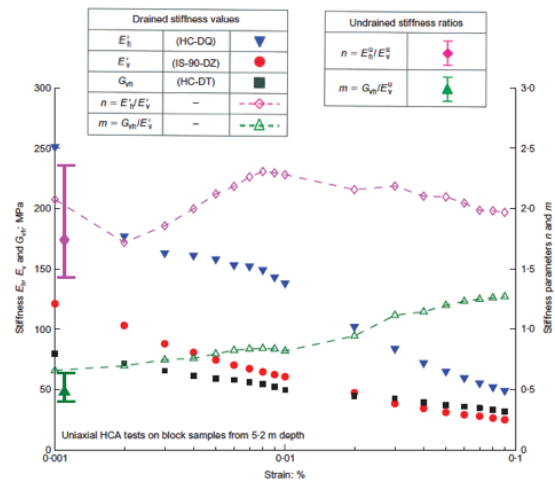 Drained stiffness values
E′h (HC-DQ)
E′v (IS-90-DZ)
Gvh (HC-DT)
n = E′h/E′v –
m = Gvh/E′v –
Undrained stiffness ratios
n = Eᵘh/Eᵘv
m = Gvh/Eᵘv
300
250
200
150
100
50
0
Stiffness Eh, Ev and Gvh: MPa
3·0
2·5
2·0
1·5
1·0
0·5
0
Stiffness parameters n and m
Uniaxial HCA tests on block samples from 5·2 m depth
0·001 0·01 0·1
Strain: %